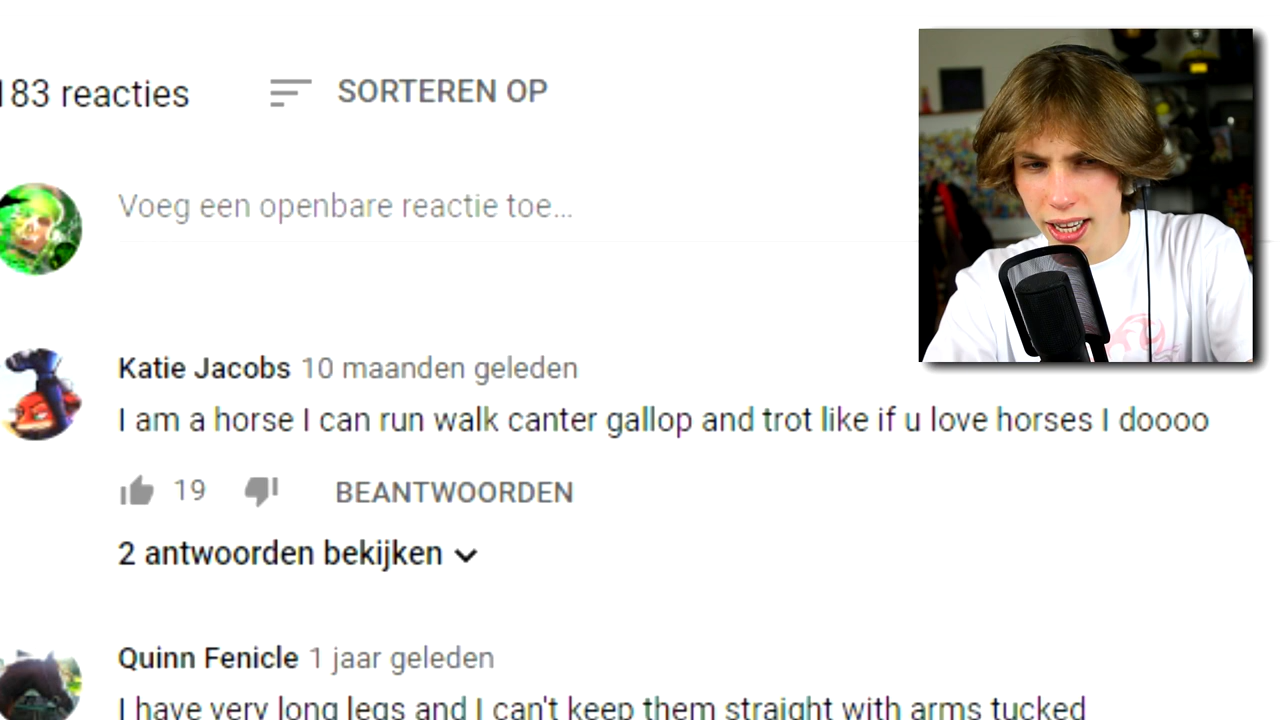 183 reacties
SORTEREN OP
Voeg een openbare reactie toe...
Katie Jacobs 10 maanden geleden
I am a horse I can run walk canter gallop and trot like if u love horses I doooo
19
BEANTWOORDEN
2 antwoorden bekijken
Quinn Fenicle 1 jaar geleden
I have very long legs and I can't keep them straight with arms tucked